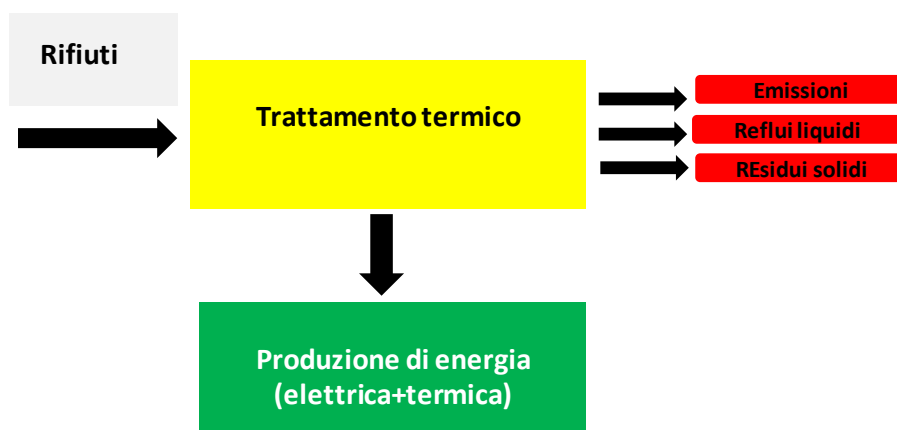 Rifiuti
Trattamento termico
Emissioni
Reflui liquidi
REsidui solidi
Produzione di energia
(elettrica+termica)